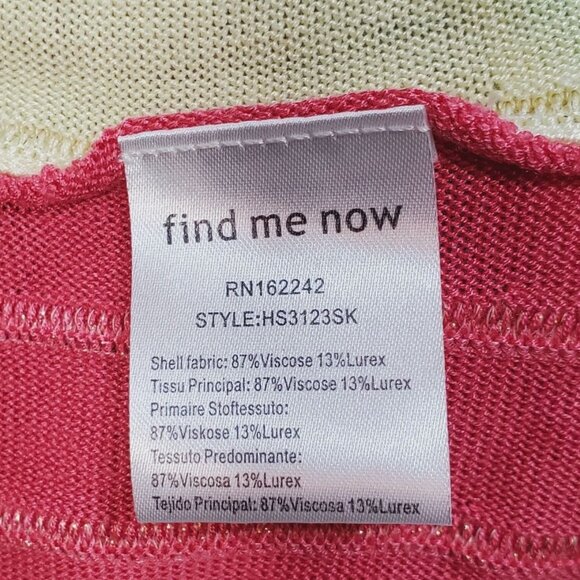 find me now
RN162242
STYLE:HS3123SK
Shell fabric: 87%Viscose 13%Lurex
Tissu Principal: 87%Viscose 13%Lurex
Primaire Stoftessuto:
87%Viskose 13%Lurex
Tessuto Predominante:
87%Viscosa 13%Lurex
Tejido Principal: 87%Viscosa 13%Lurex